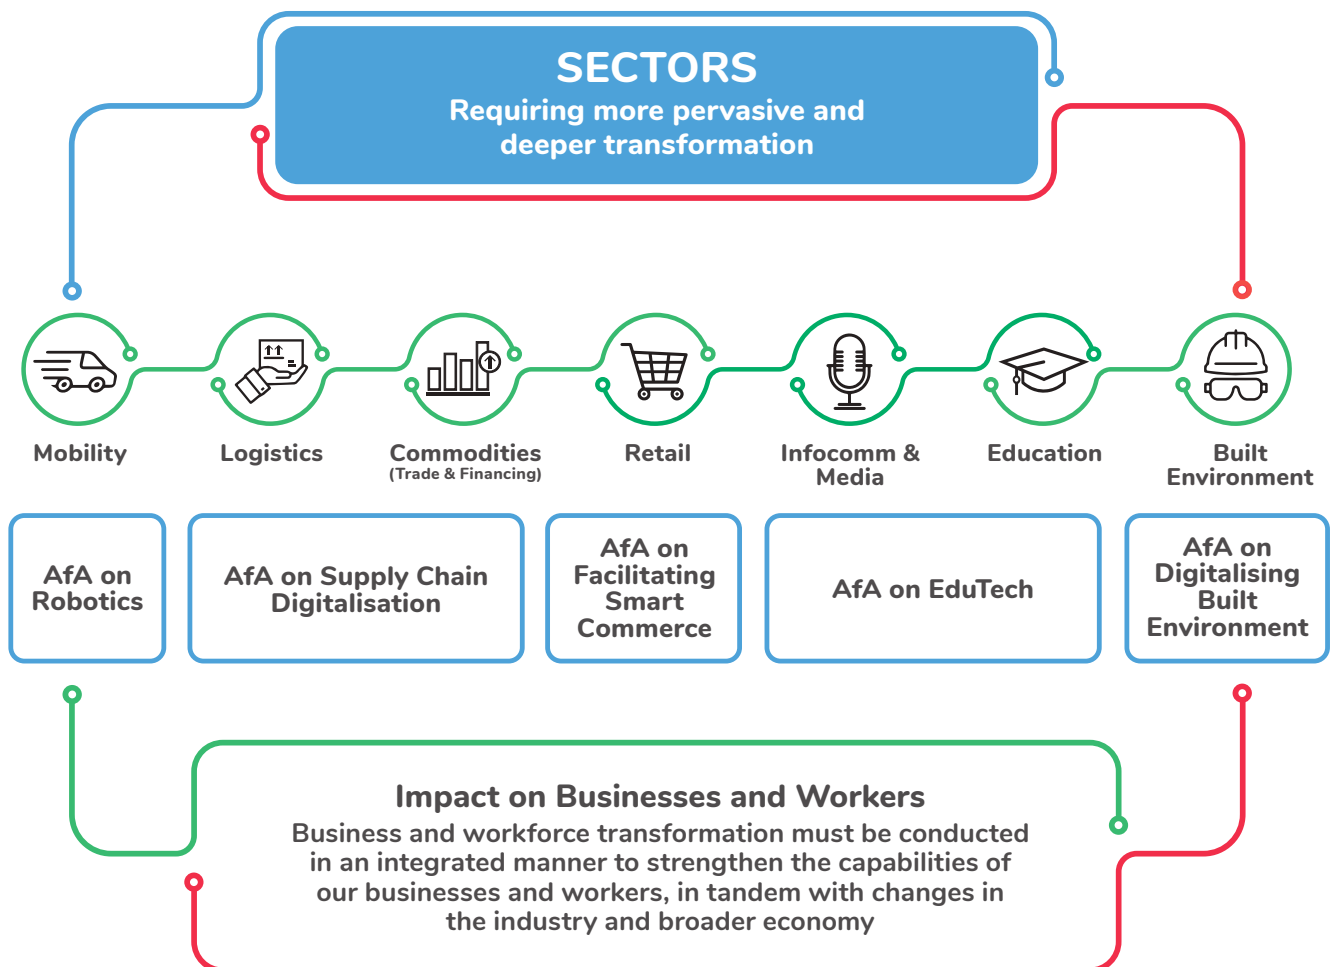 SECTORS
Requiring more pervasive and
deeper transformation
Mobility
Logistics
Commodities
(Trade & Financing)
Retail
Infocomm &
Media
Education
Built
Environment
AfA on
Robotics
AfA on Supply Chain
Digitalisation
AfA on
Facilitating
Smart
Commerce
AfA on EduTech
AfA on
Digitalising
Built
Environment
Impact on Businesses and Workers
Business and workforce transformation must be conducted
in an integrated manner to strengthen the capabilities of
our businesses and workers, in tandem with changes in
the industry and broader economy